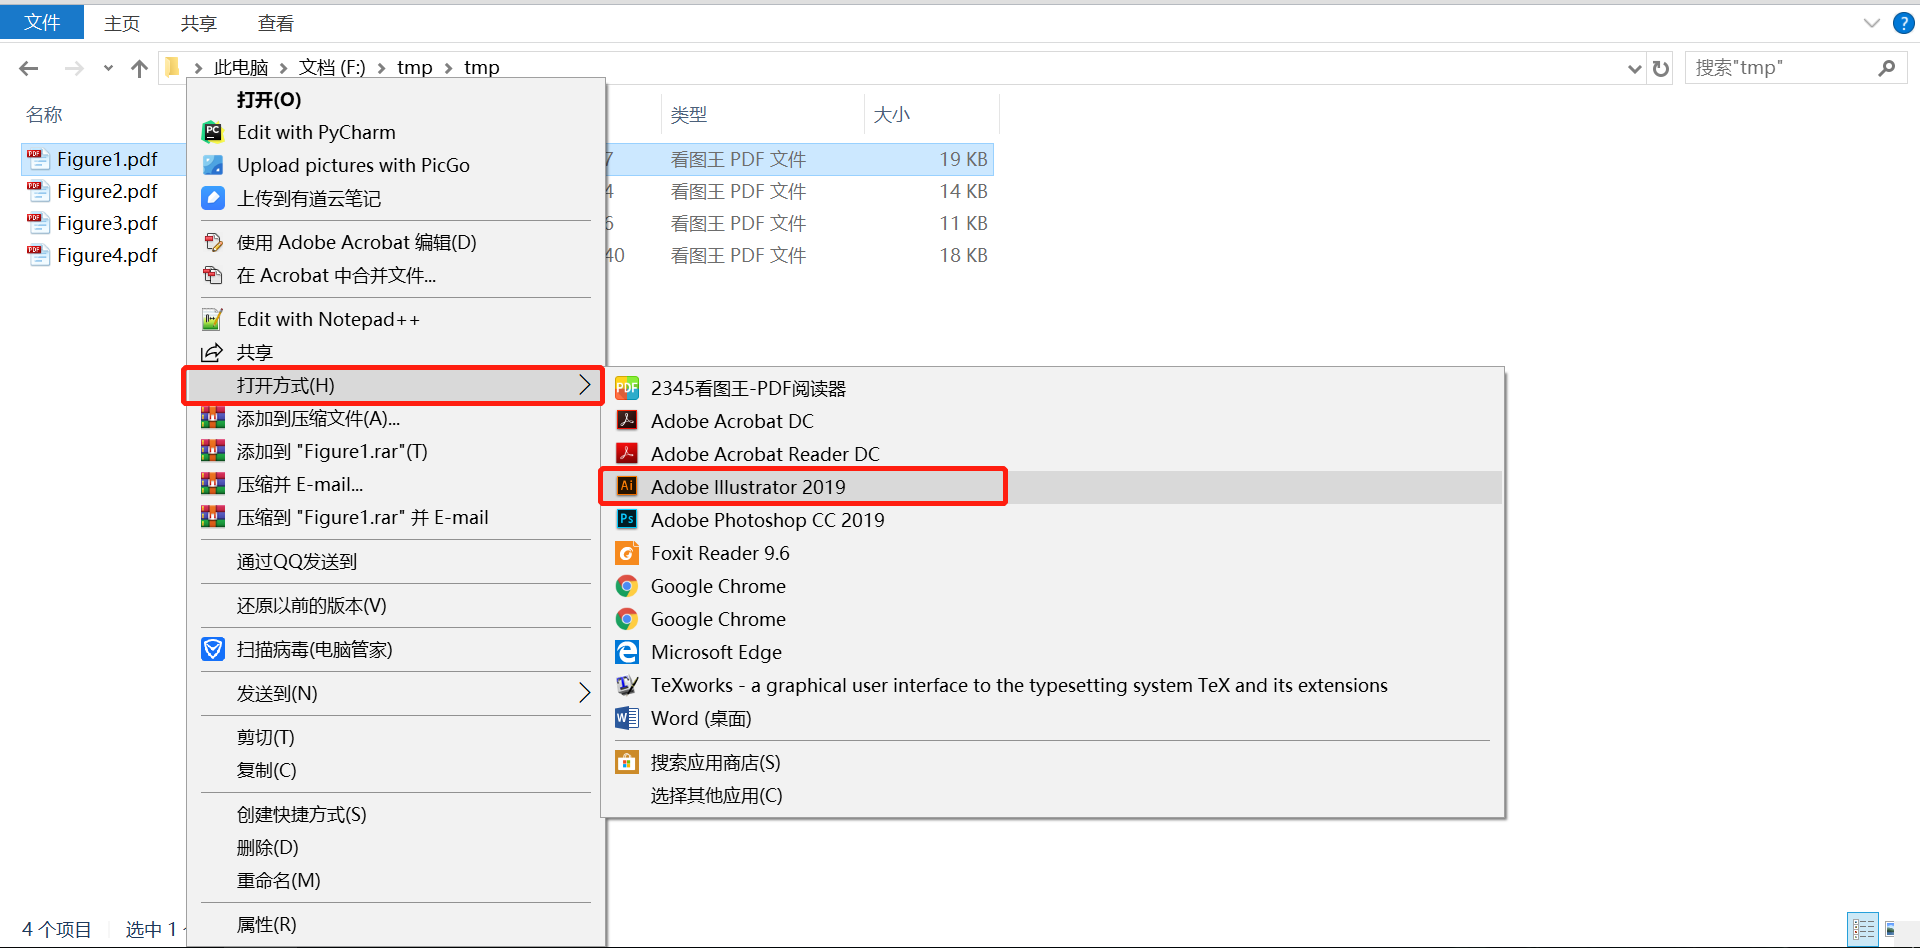 文件 主页 共享 查看
此电脑 文档 (F:) tmp tmp 搜索"tmp"
名称 类型 大小
Figure1.pdf 7 看图王 PDF 文件 19 KB
Figure2.pdf 4 看图王 PDF 文件 14 KB
Figure3.pdf 6 看图王 PDF 文件 11 KB
Figure4.pdf 40 看图王 PDF 文件 18 KB
打开(O)
Edit with PyCharm
Upload pictures with PicGo
上传到有道云笔记
使用 Adobe Acrobat 编辑(D)
在 Acrobat 中合并文件...
Edit with Notepad++
共享
打开方式(H)
添加到压缩文件(A)...
添加到 "Figure1.rar"(T)
压缩并 E-mail...
压缩到 "Figure1.rar" 并 E-mail
通过QQ发送到
还原以前的版本(V)
扫描病毒(电脑管家)
发送到(N)
剪切(T)
复制(C)
创建快捷方式(S)
删除(D)
重命名(M)
属性(R)
2345看图王-PDF阅读器
Adobe Acrobat DC
Adobe Acrobat Reader DC
Adobe Illustrator 2019
Adobe Photoshop CC 2019
Foxit Reader 9.6
Google Chrome
Google Chrome
Microsoft Edge
TeXworks - a graphical user interface to the typesetting system TeX and its extensions
Word (桌面)
搜索应用商店(S)
选择其他应用(C)
4 个项目 选中 1